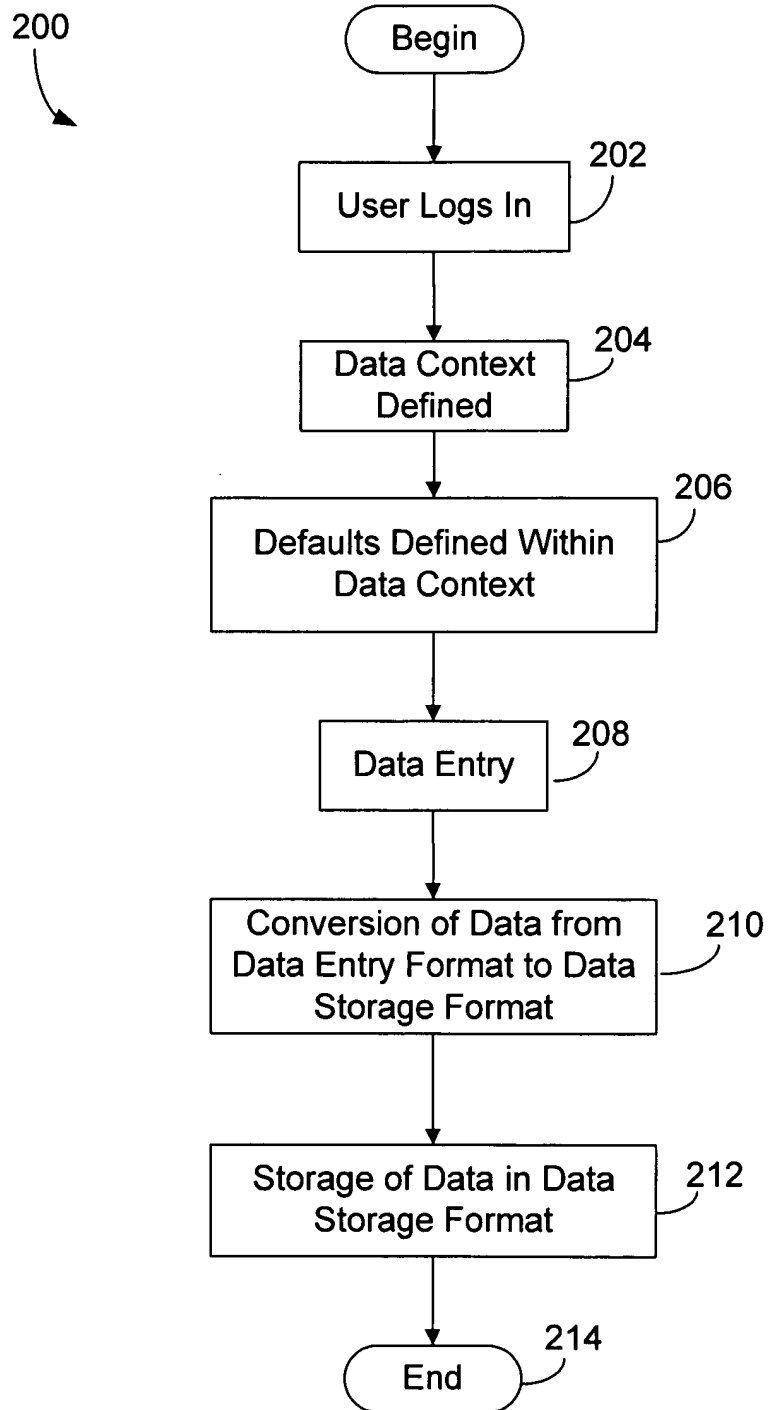 200
Begin
202
User Logs In
204
Data Context
Defined
206
Defaults Defined Within
Data Context
208
Data Entry
210
Conversion of Data from
Data Entry Format to Data
Storage Format
212
Storage of Data in Data
Storage Format
214
End